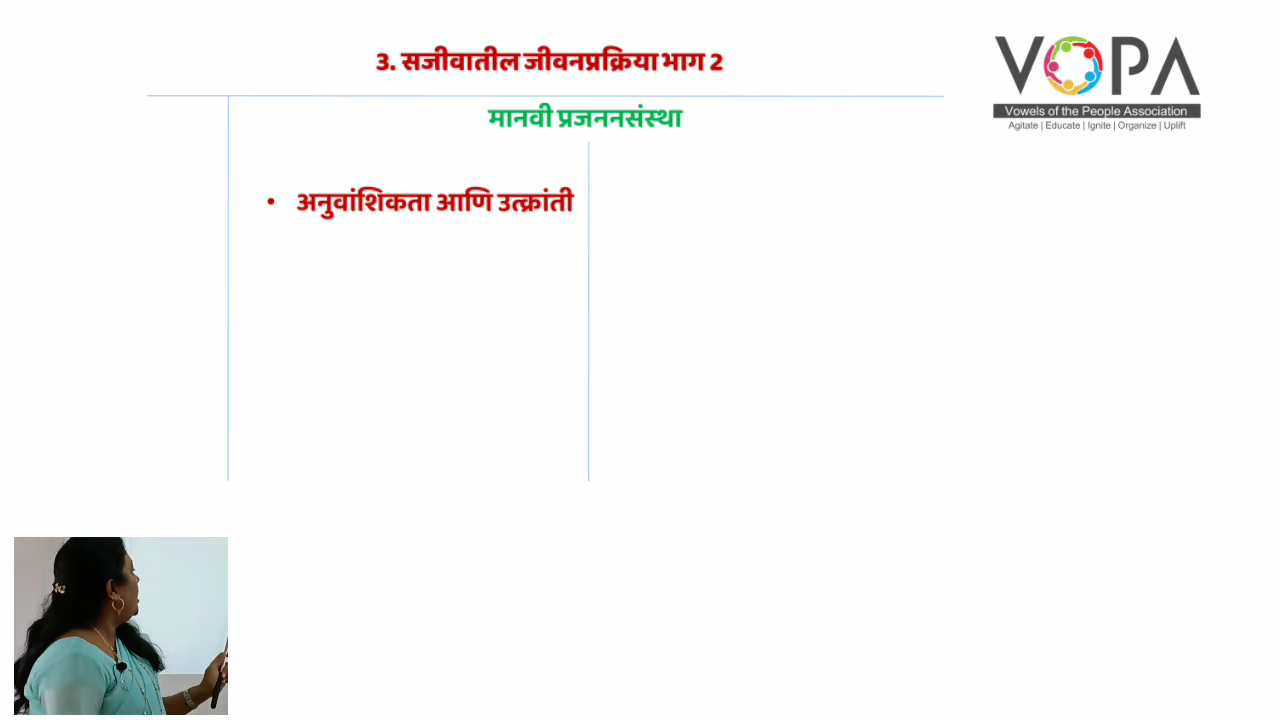 3. सजीवातील जीवनप्रक्रिया भाग 2
VOPA
Vowels of the People Association
Agitate | Educate | Ignite | Organize | Uplift
मानवी प्रजननसंस्था
• अनुवांशिकता आणि उत्क्रांती